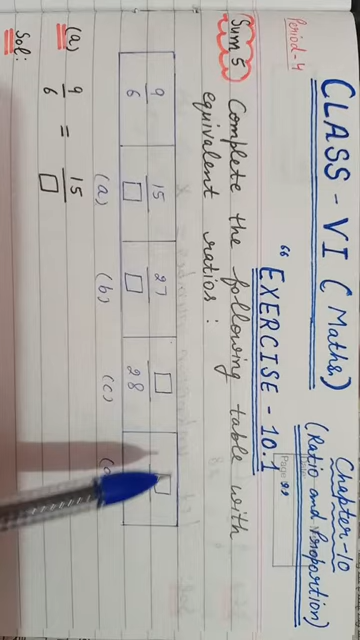 Period-4
CLASS - VI (Maths)
Chapter-10
(Ratio and Proportion)
"EXERCISE - 10.1"
Page
Sum 5) Complete the following table with
equivalent ratios :
9/6 15/□ 27/□ □/28 □
(a) (b) (c)
(a) 9/6 = 15/□
Sol: